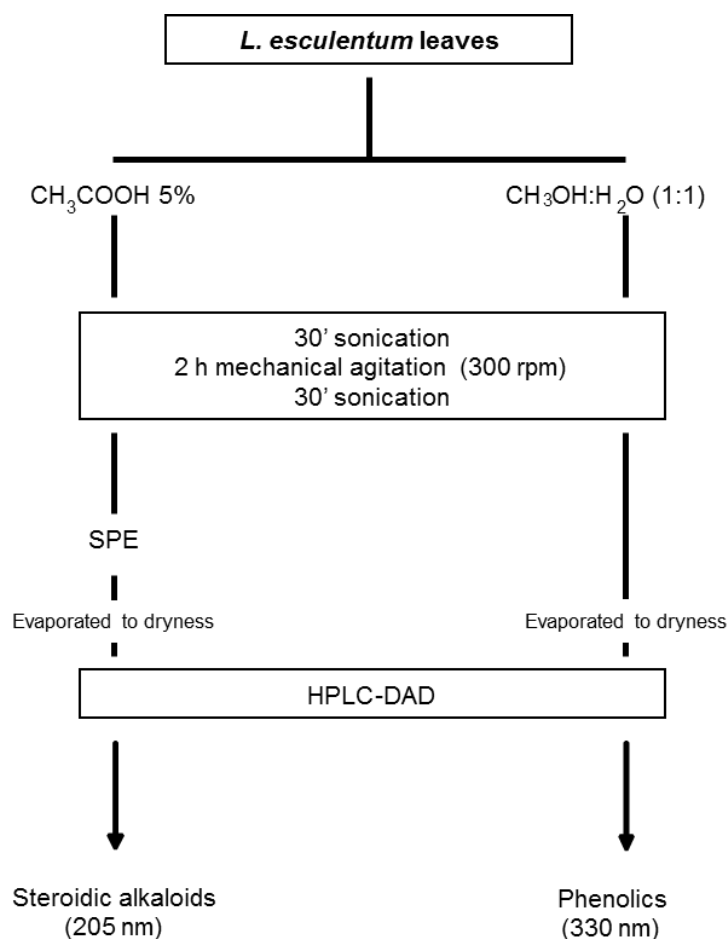 L. esculentum leaves
CH₃COOH 5%
CH₃OH:H₂O (1:1)
30’ sonication
2 h mechanical agitation (300 rpm)
30’ sonication
SPE
Evaporated to dryness
Evaporated to dryness
HPLC-DAD
Steroidic alkaloids
(205 nm)
Phenolics
(330 nm)